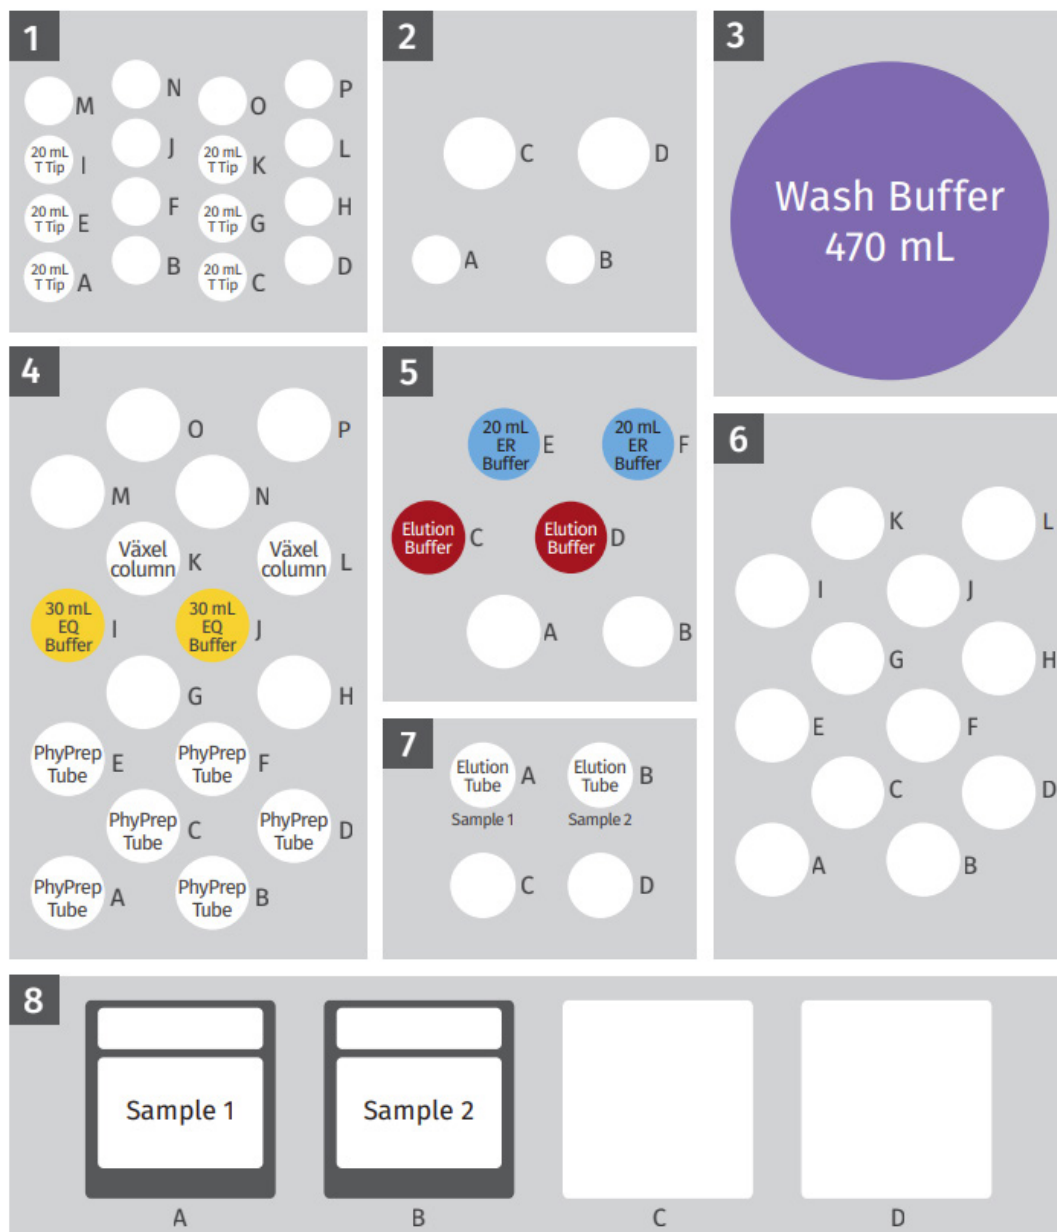 1
N
P
M
O
J
L
20 mL
T Tip
I
20 mL
T Tip
K
F
H
20 mL
T Tip
E
20 mL
T Tip
G
B
D
20 mL
T Tip
A
20 mL
T Tip
C
2
C
D
A
B
3
Wash Buffer
470 mL
4
O
P
M
N
Växel
column
K
Växel
column
L
30 mL
EQ
Buffer
I
30 mL
EQ
Buffer
J
G
H
PhyPrep
Tube
E
PhyPrep
Tube
F
PhyPrep
Tube
C
PhyPrep
Tube
D
PhyPrep
Tube
A
PhyPrep
Tube
B
5
20 mL
ER
Buffer
E
20 mL
ER
Buffer
F
Elution
Buffer
C
Elution
Buffer
D
A
B
6
K
L
I
J
G
H
E
F
C
D
A
B
7
Elution
Tube
A
Elution
Tube
B
Sample 1
Sample 2
C
D
8
Sample 1
Sample 2
A
B
C
D